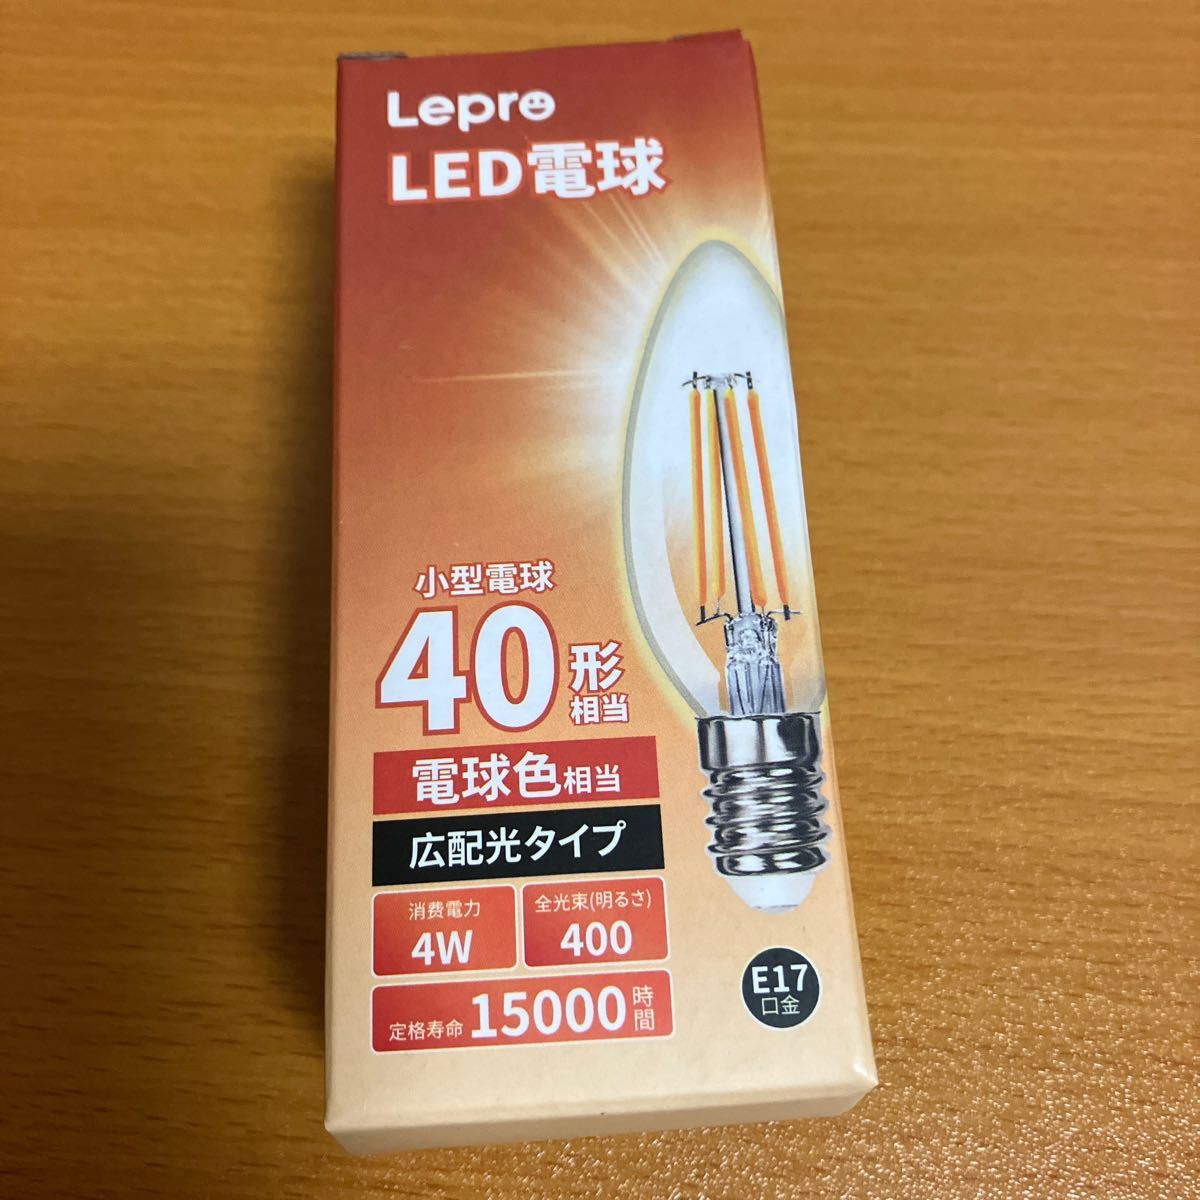 Lepro
LED電球
小型電球
40形
相当
電球色相当
広配光タイプ
消費電力
4W
全光束(明るさ)
400
定格寿命 15000時間
E17
口金